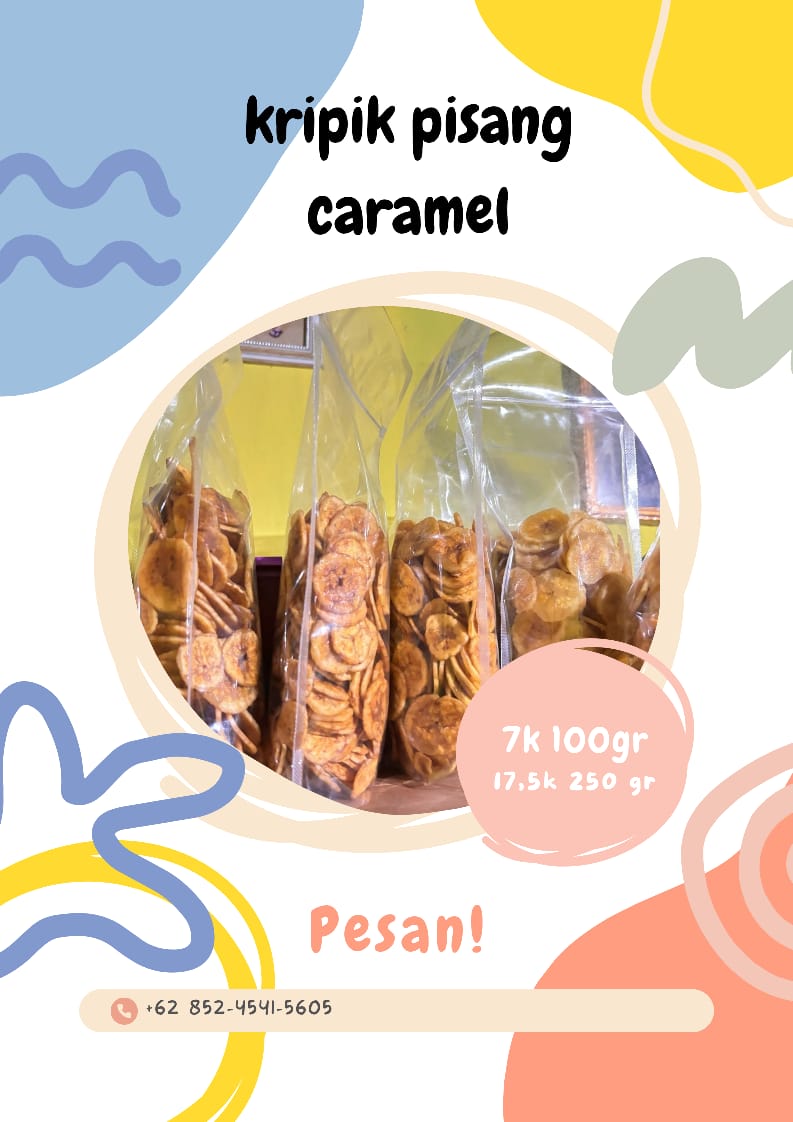 kripik pisang
caramel
7k 100gr
17,5k 250 gr
Pesan!
+62 852-4541-5605